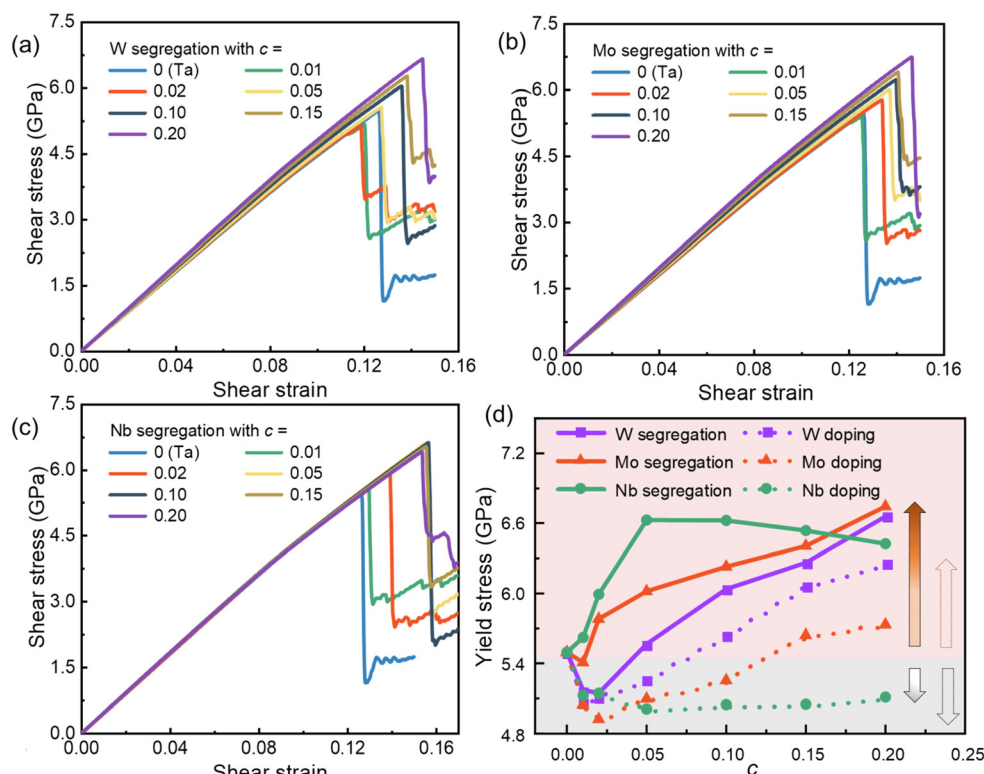 (a)
7.5
6.0
4.5
3.0
1.5
0.0
Shear stress (GPa)
W segregation with c =
0 (Ta)
0.01
0.02
0.05
0.10
0.15
0.20
0.00
0.04
0.08
0.12
0.16
Shear strain
(b)
7.5
6.0
4.5
3.0
1.5
0.0
Shear stress (GPa)
Mo segregation with c =
0 (Ta)
0.01
0.02
0.05
0.10
0.15
0.20
0.00
0.04
0.08
0.12
0.16
Shear strain
(c)
7.5
6.0
4.5
3.0
1.5
0.0
Shear stress (GPa)
Nb segregation with c =
0 (Ta)
0.01
0.02
0.05
0.10
0.15
0.20
0.00
0.04
0.08
0.12
0.16
Shear strain
(d)
7.2
6.6
6.0
5.4
4.8
Yield stress (GPa)
W segregation
W doping
Mo segregation
Mo doping
Nb segregation
Nb doping
0.00
0.05
0.10
0.15
0.20
0.25
c